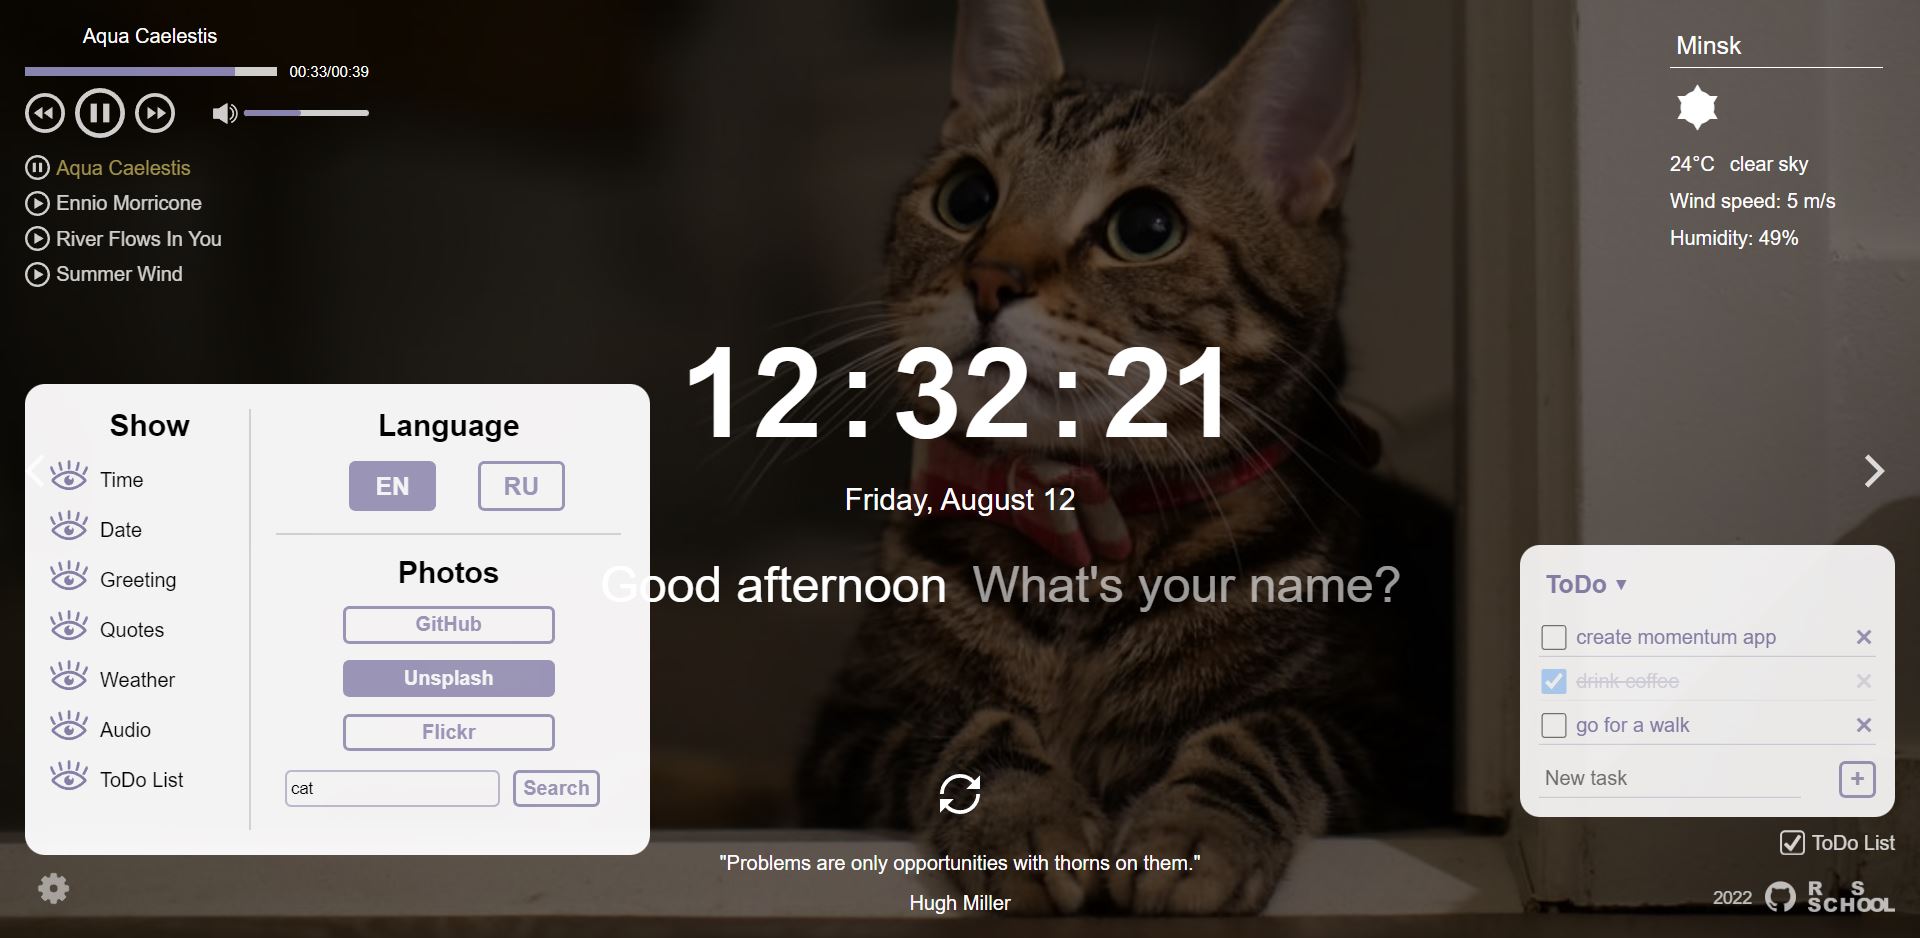 Aqua Caelestis
00:33/00:39
Aqua Caelestis
Ennio Morricone
River Flows In You
Summer Wind
Minsk
24°C clear sky
Wind speed: 5 m/s
Humidity: 49%
12:32:21
Friday, August 12
Good afternoon What's your name?
Show
Time
Date
Greeting
Quotes
Weather
Audio
ToDo List
Language
EN RU
Photos
GitHub
Unsplash
Flickr
cat Search
ToDo ▼
create momentum app ✕
drink coffee ✕
go for a walk ✕
New task +
ToDo List
"Problems are only opportunities with thorns on them."
Hugh Miller
2022
R S
SCHOOL